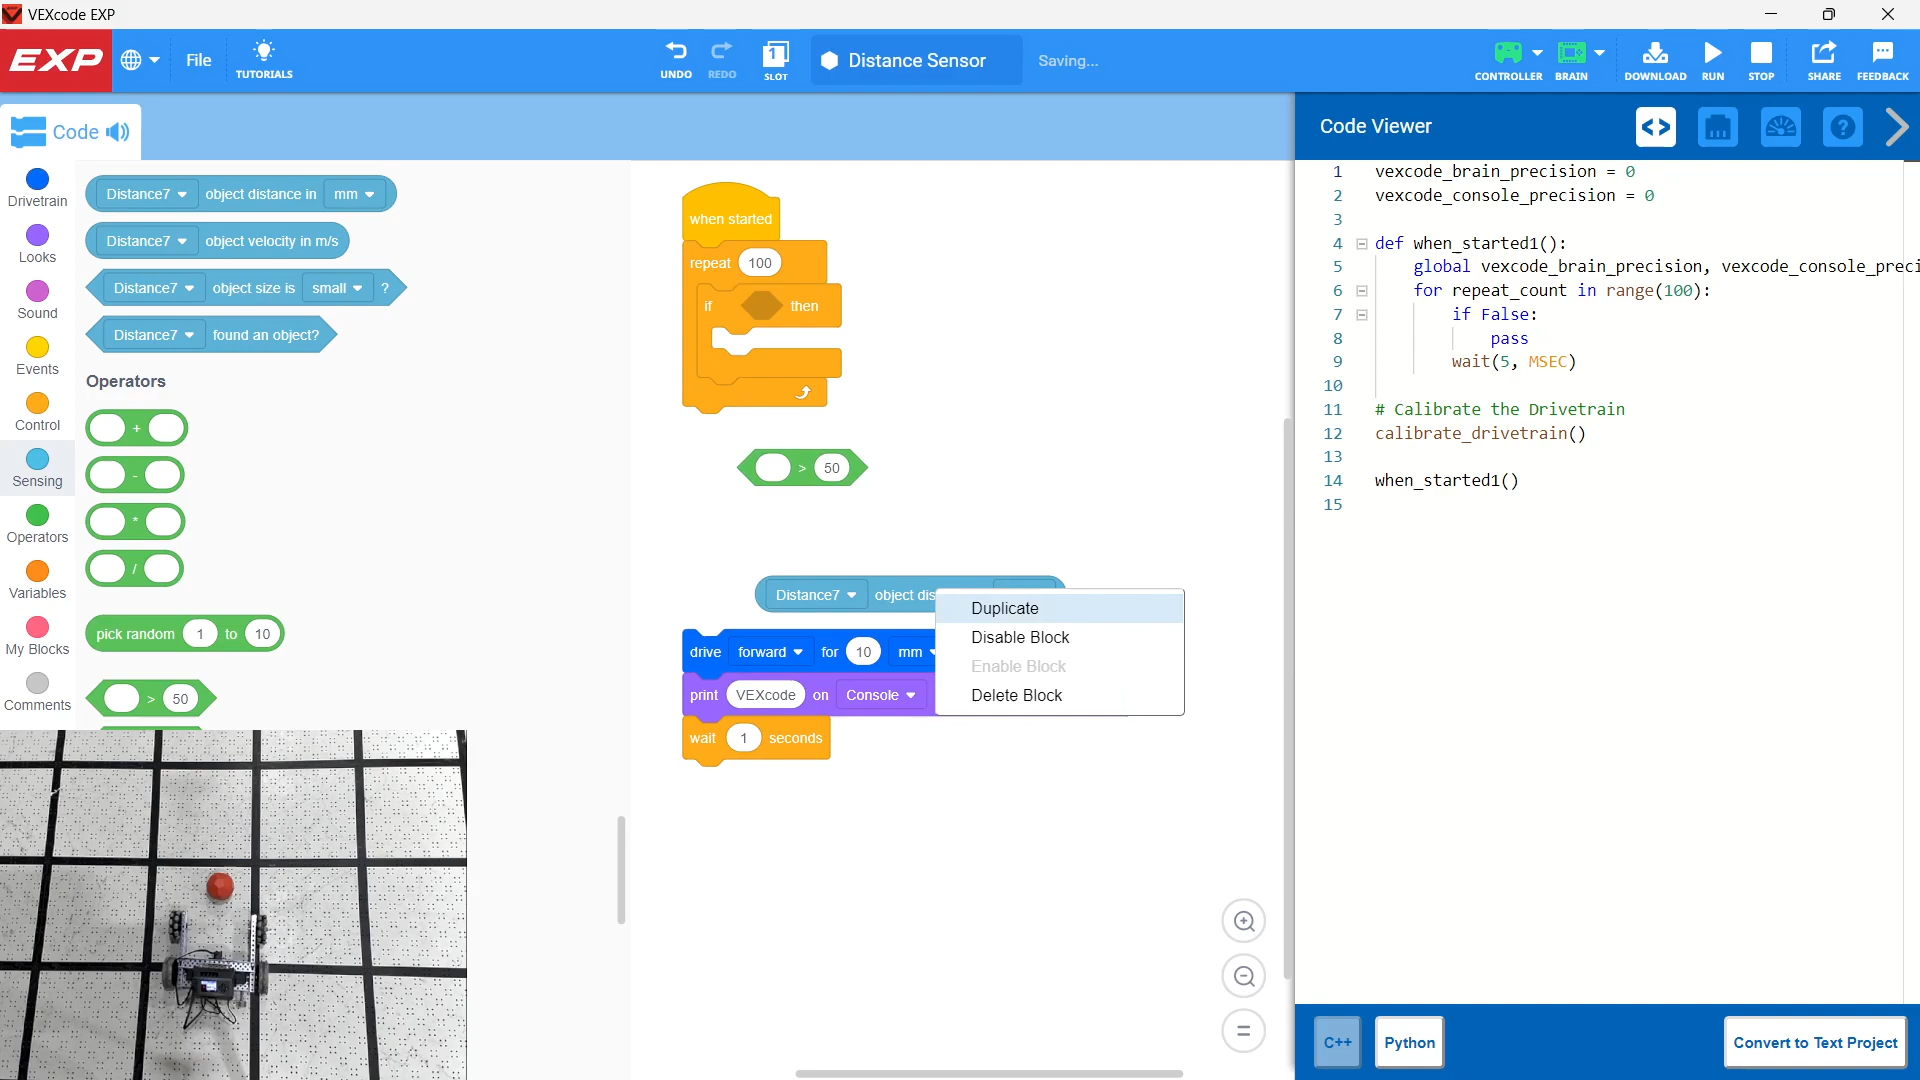 VEXcode EXP
EXP
File
TUTORIALS
UNDO
REDO
1
SLOT
Distance Sensor
Saving...
CONTROLLER
BRAIN
DOWNLOAD
RUN
STOP
SHARE
FEEDBACK
Code
Code Viewer
Drivetrain
Looks
Sound
Events
Control
Sensing
Operators
Variables
My Blocks
Comments
Distance7 object distance in mm
Distance7 object velocity in m/s
Distance7 object size is small ?
Distance7 found an object?
Operators
+
-
*
/
pick random 1 to 10
> 50
when started
repeat 100
if then
> 50
Distance7 object dis
drive forward for 10 mm
print VEXcode on Console
wait 1 seconds
Duplicate
Disable Block
Enable Block
Delete Block
1 vexcode_brain_precision = 0
2 vexcode_console_precision = 0
3
4 def when_started1():
5 global vexcode_brain_precision, vexcode_console_preci
6 for repeat_count in range(100):
7 if False:
8 pass
9 wait(5, MSEC)
10
11 # Calibrate the Drivetrain
12 calibrate_drivetrain()
13
14 when_started1()
15
C++
Python
Convert to Text Project